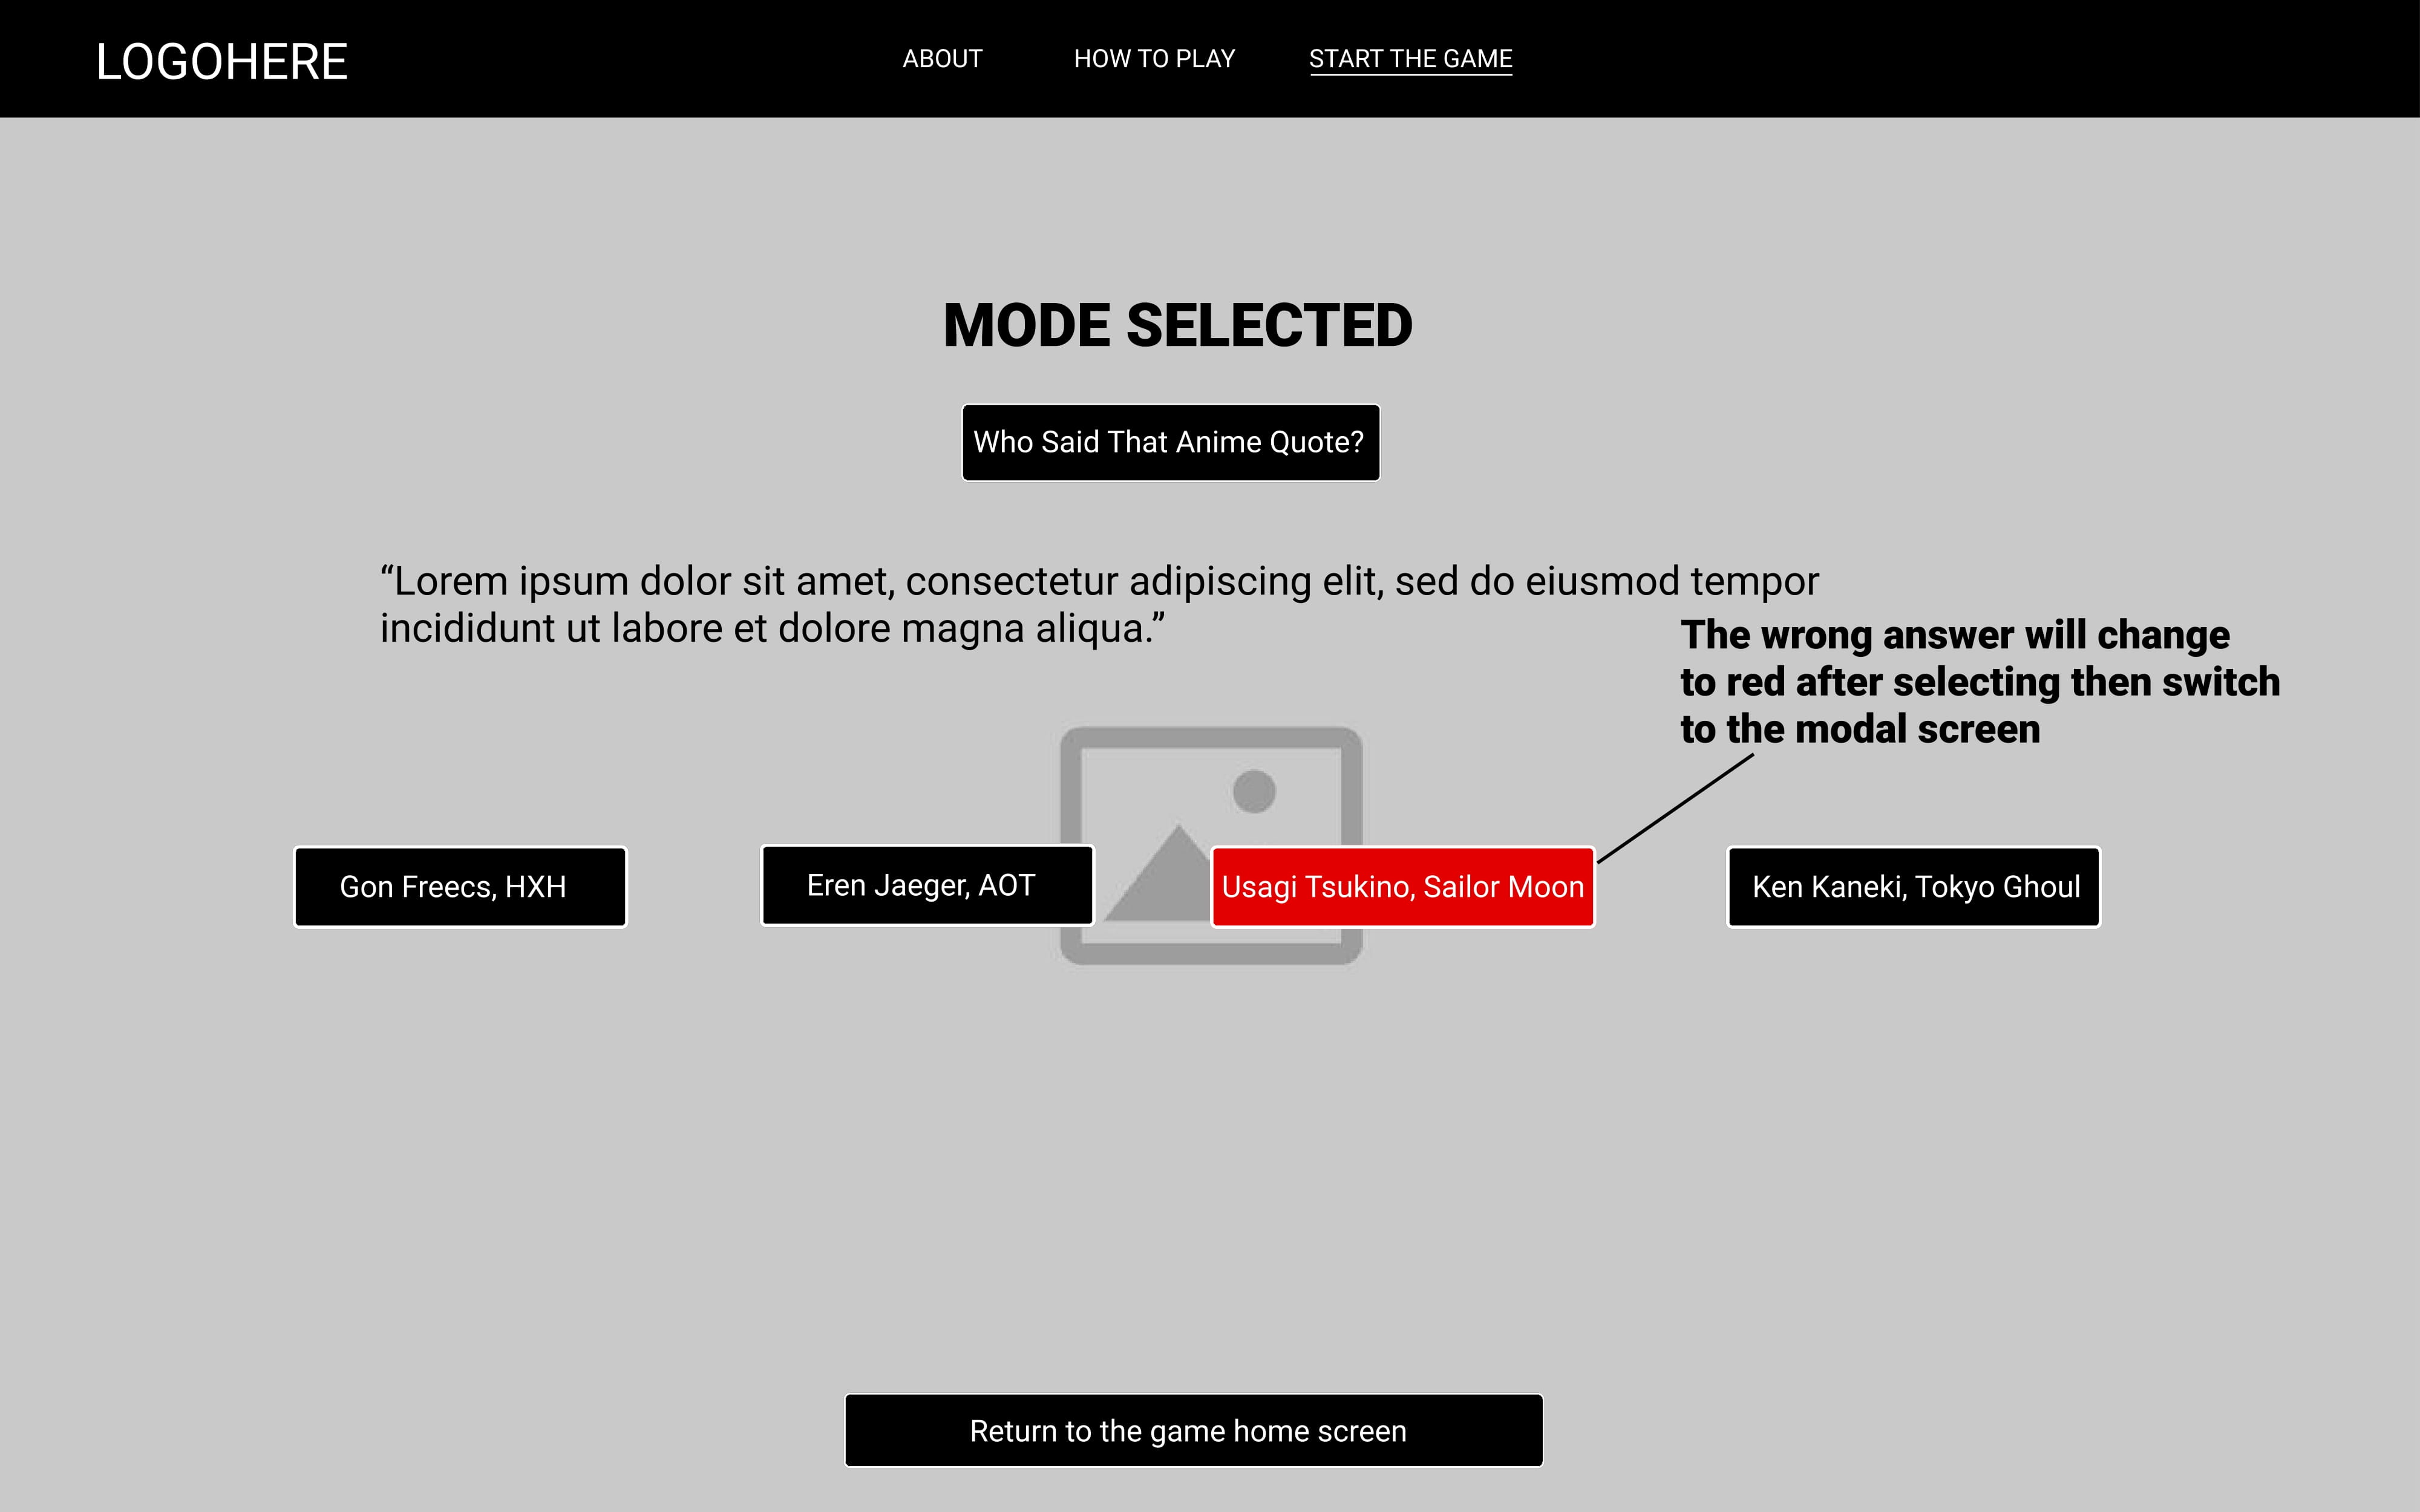 LOGOHERE
ABOUT
HOW TO PLAY
START THE GAME
MODE SELECTED
Who Said That Anime Quote?
“Lorem ipsum dolor sit amet, consectetur adipiscing elit, sed do eiusmod tempor
incididunt ut labore et dolore magna aliqua.”
The wrong answer will change
to red after selecting then switch
to the modal screen
Gon Freecs, HXH
Eren Jaeger, AOT
Usagi Tsukino, Sailor Moon
Ken Kaneki, Tokyo Ghoul
Return to the game home screen